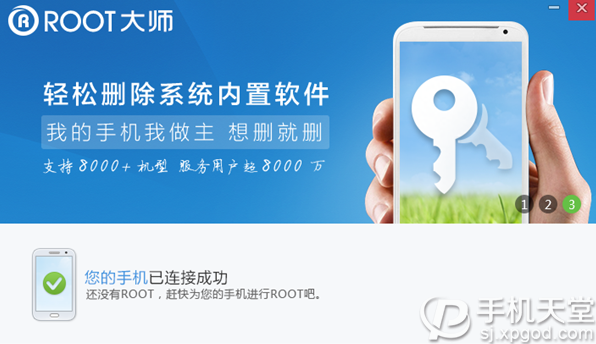 ROOT大师
轻松删除系统内置软件
我的手机我做主 想删就删
支持8000+机型 服务用户超8000万
1 2 3
您的手机已连接成功
还没有ROOT，赶快为您的手机进行ROOT吧。
手机天堂
sj.xpgod.com